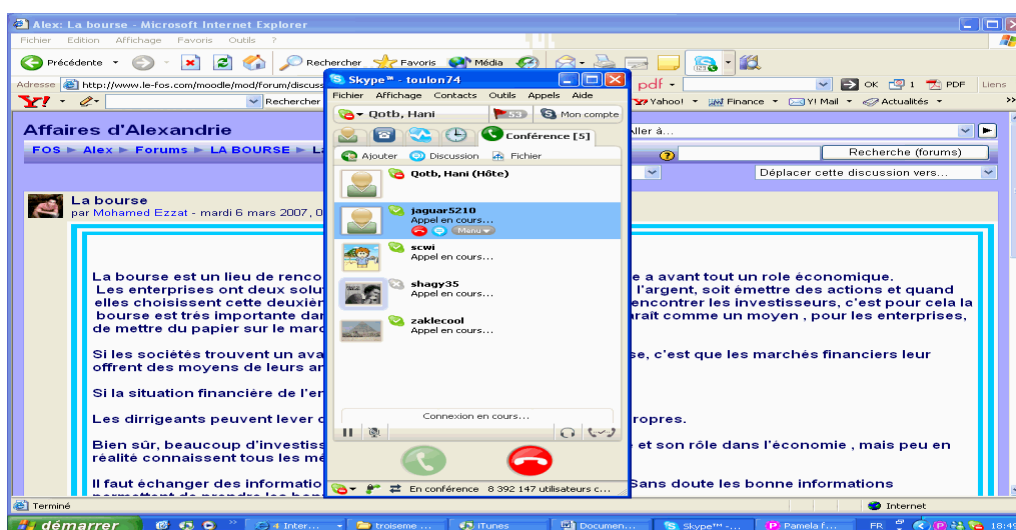 Alex: La bourse - Microsoft Internet Explorer
Fichier Edition Affichage Favoris Outils ?
Précédente Rechercher Favoris Média pdf OK 1 PDF Liens
Adresse http://www.le-fos.com/moodle/mod/forum/discuss
Y! Rechercher Yahoo! Finance Y! Mail Actualités »
Skype™ - toulon74
Fichier Affichage Contacts Outils Appels Aide
Qotb, Hani Mon compte
Conférence [5]
Ajouter Discussion Fichier
Qotb, Hani (Hôte)
jaguar5210
Appel en cours...
Menu
scwi
Appel en cours...
shagy35
Appel en cours...
zaklecool
Appel en cours...
Connexion en cours...
En conférence 8 392 147 utilisateurs c...
Affaires d'Alexandrie
Aller à...
FOS ► Alex ► Forums ► LA BOURSE ► La
Recherche (forums)
Déplacer cette discussion vers...
La bourse
par Mohamed Ezzat - mardi 6 mars 2007, 0
La bourse est un lieu de renco e a avant tout un role économique.
Les enterprises ont deux solu l'argent, soit émettre des actions et quand
elles choisissent cette deuxièm encontrer les investisseurs, c'est pour cela la
bourse est trés importante dan raît comme un moyen , pour les enterprises,
de mettre du papier sur le marc
Si les sociétés trouvent un ava se, c'est que les marchés financiers leur
offrent des moyens de leurs am
Si la situation financiére de l'en
Les dirrigeants peuvent lever d ropres.
Bien sûr, beaucoup d'investiss et son rôle dans l'économie , mais peu en
réalité connaissent tous les mé
Il faut échanger des informatio Sans doute les bonne informations
Terminé Internet
démarrer » 4 Inter... troiseme ... iTunes Documen... Skype™ -... Pamela f... FR 18:49